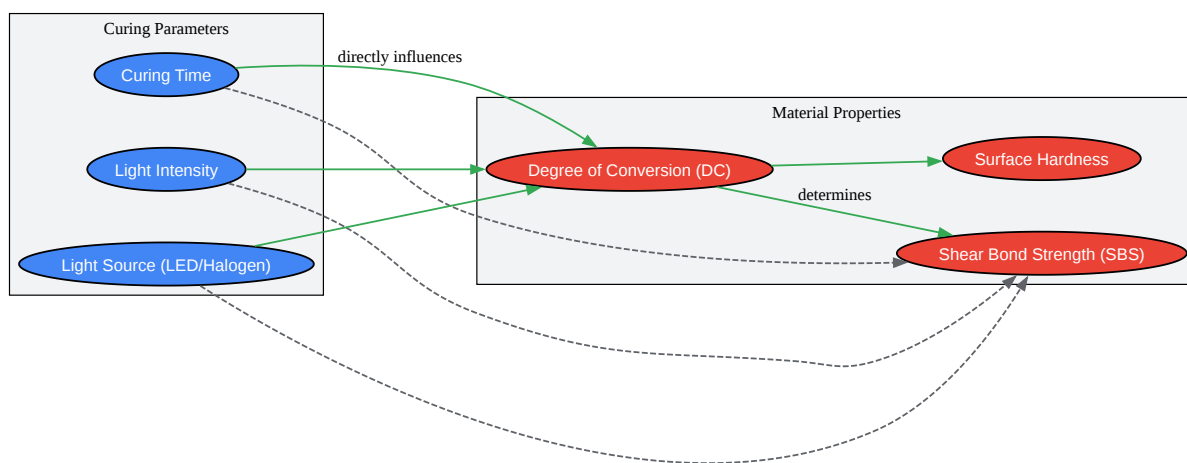 Curing Parameters
Curing Time
directly influences
Light Intensity
Light Source (LED/Halogen)
Material Properties
Degree of Conversion (DC)
Surface Hardness
determines
Shear Bond Strength (SBS)